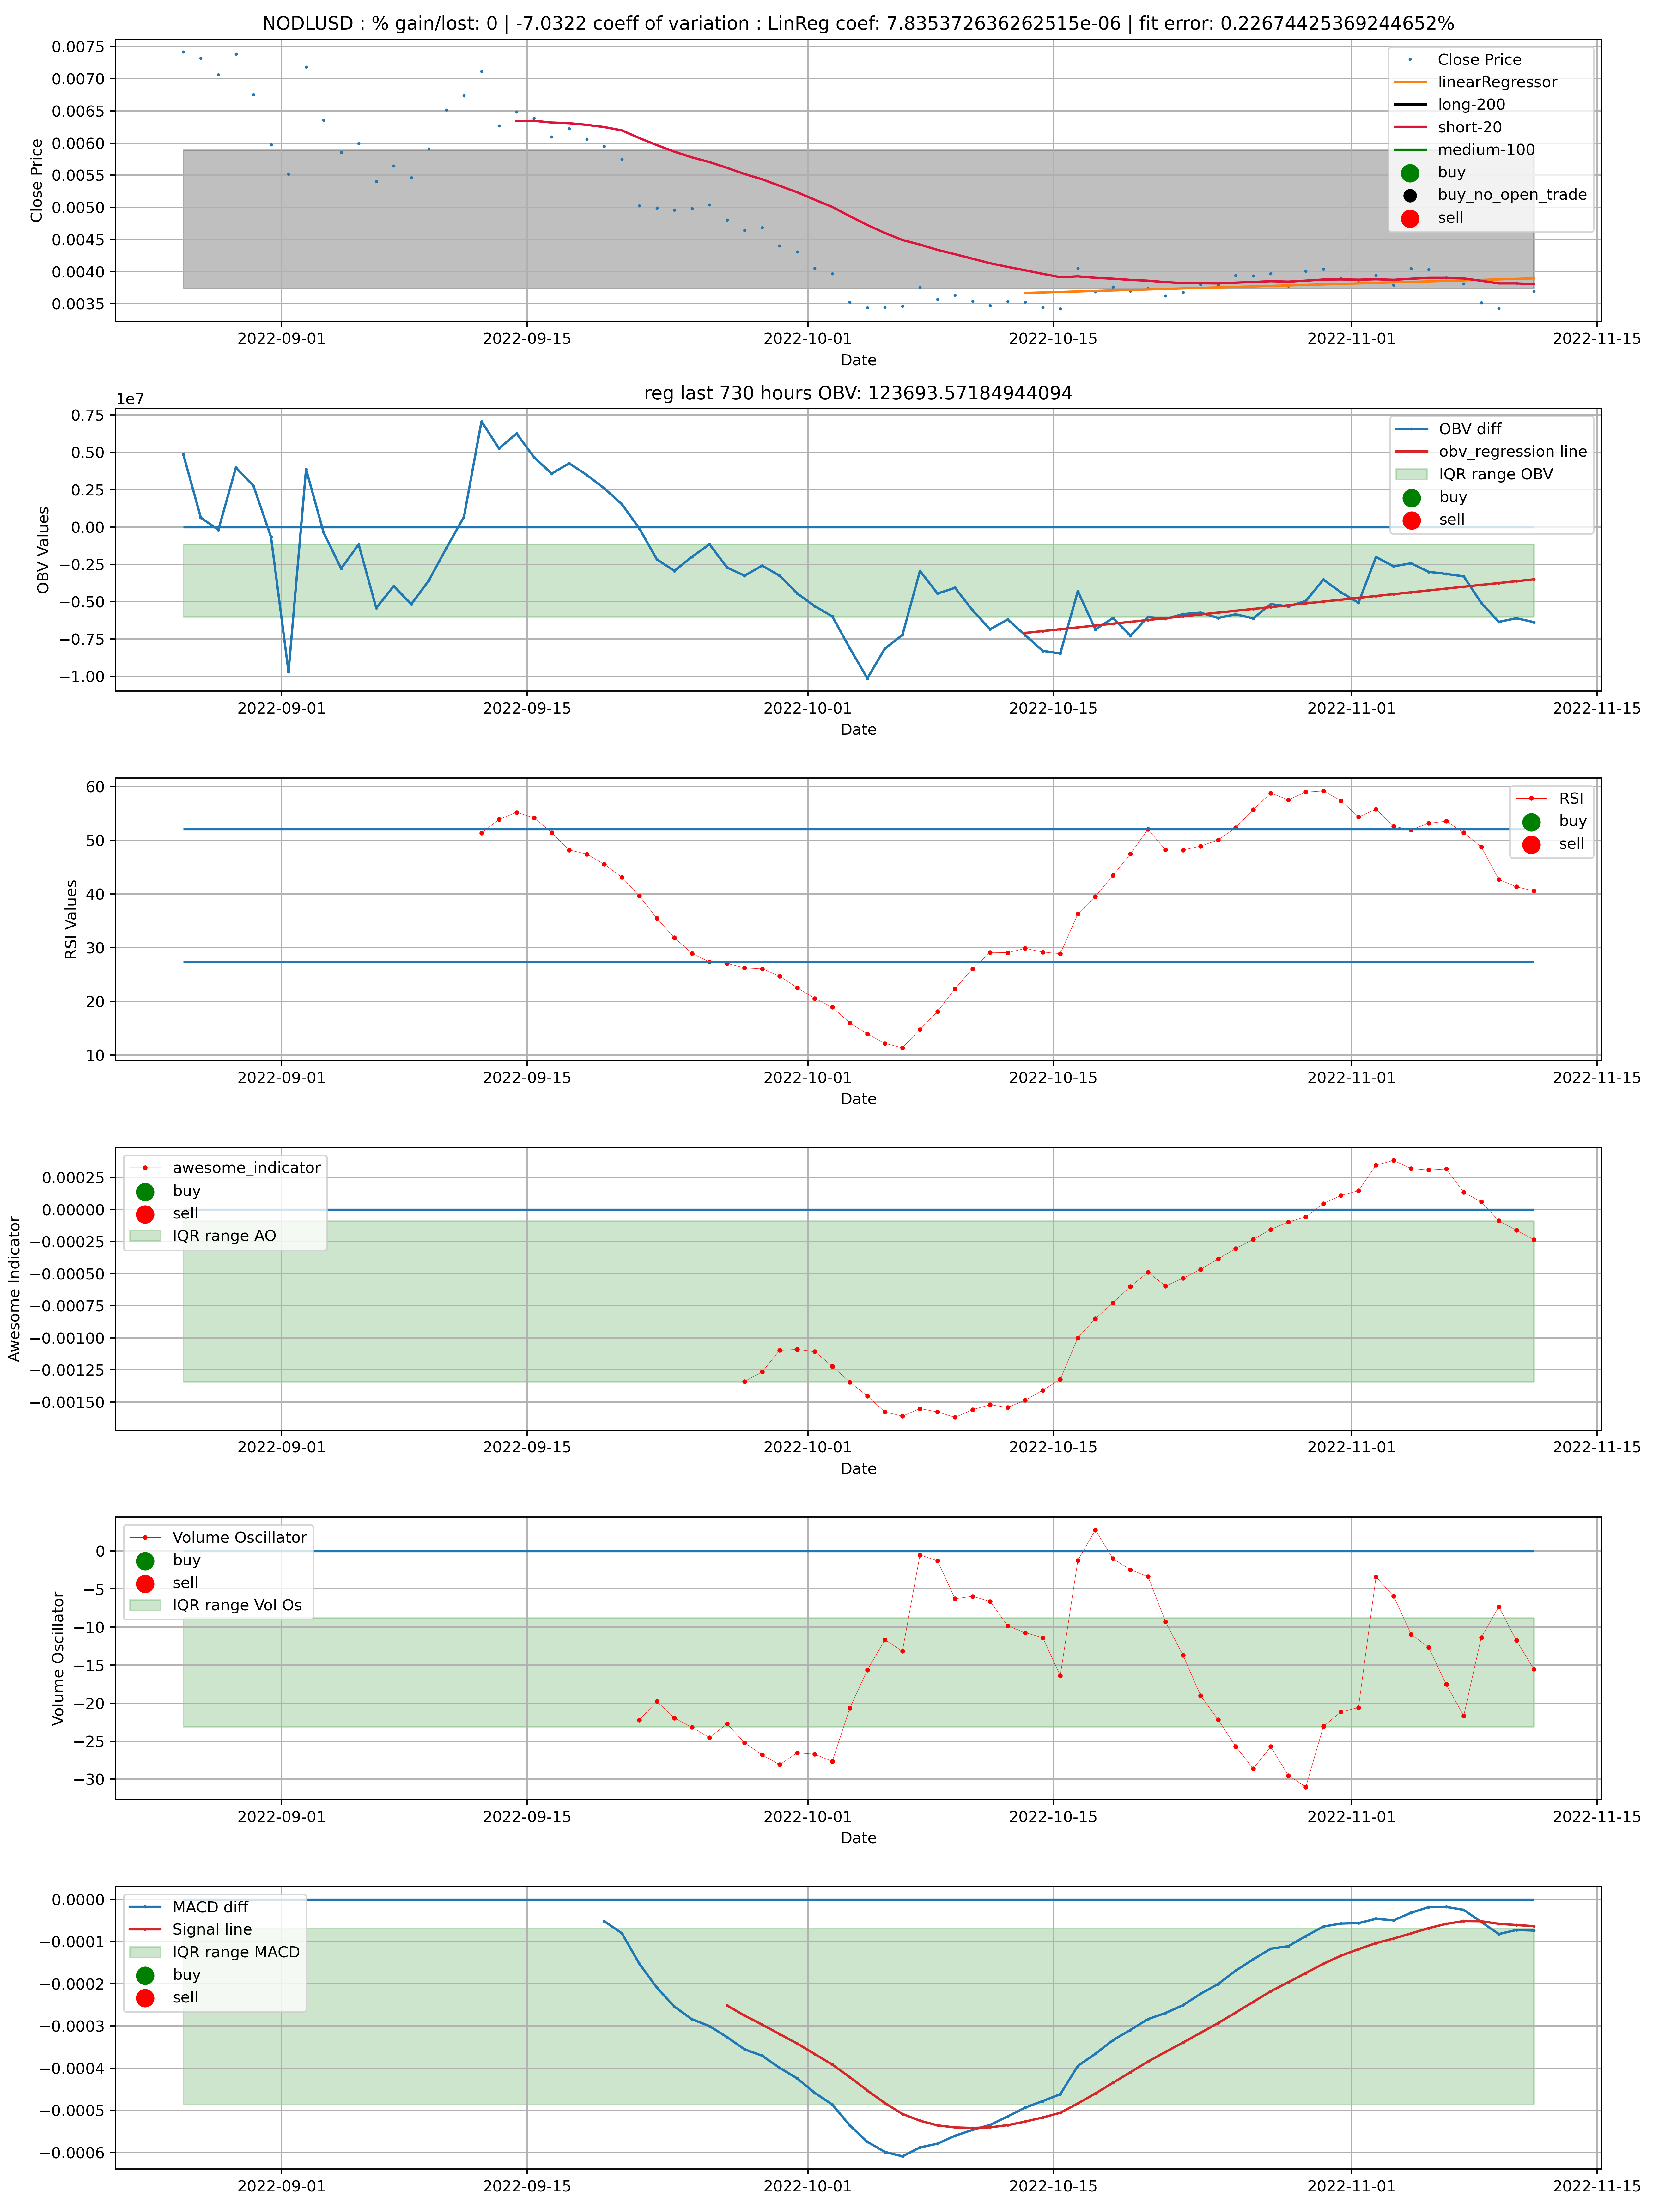 NODLUSD : % gain/lost: 0 | -7.0322 coeff of variation : LinReg coef: 7.835372636262515e-06 | fit error: 0.22674425369244652%
Close Price
0.0075
0.0070
0.0065
0.0060
0.0055
0.0050
0.0045
0.0040
0.0035
Close Price
linearRegressor
long-200
short-20
medium-100
buy
buy_no_open_trade
sell
2022-09-01 2022-09-15 2022-10-01 2022-10-15 2022-11-01 2022-11-15
Date
reg last 730 hours OBV: 123693.57184944094
1e7
OBV Values
0.75
0.50
0.25
0.00
−0.25
−0.50
−0.75
−1.00
OBV diff
obv_regression line
IQR range OBV
buy
sell
2022-09-01 2022-09-15 2022-10-01 2022-10-15 2022-11-01 2022-11-15
Date
RSI Values
60
50
40
30
20
10
RSI
buy
sell
2022-09-01 2022-09-15 2022-10-01 2022-10-15 2022-11-01 2022-11-15
Date
Awesome Indicator
0.00025
0.00000
−0.00025
−0.00050
−0.00075
−0.00100
−0.00125
−0.00150
awesome_indicator
buy
sell
IQR range AO
2022-09-01 2022-09-15 2022-10-01 2022-10-15 2022-11-01 2022-11-15
Date
Volume Oscillator
0
−5
−10
−15
−20
−25
−30
Volume Oscillator
buy
sell
IQR range Vol Os
2022-09-01 2022-09-15 2022-10-01 2022-10-15 2022-11-01 2022-11-15
Date
0.0000
−0.0001
−0.0002
−0.0003
−0.0004
−0.0005
−0.0006
MACD diff
Signal line
IQR range MACD
buy
sell
2022-09-01 2022-09-15 2022-10-01 2022-10-15 2022-11-01 2022-11-15